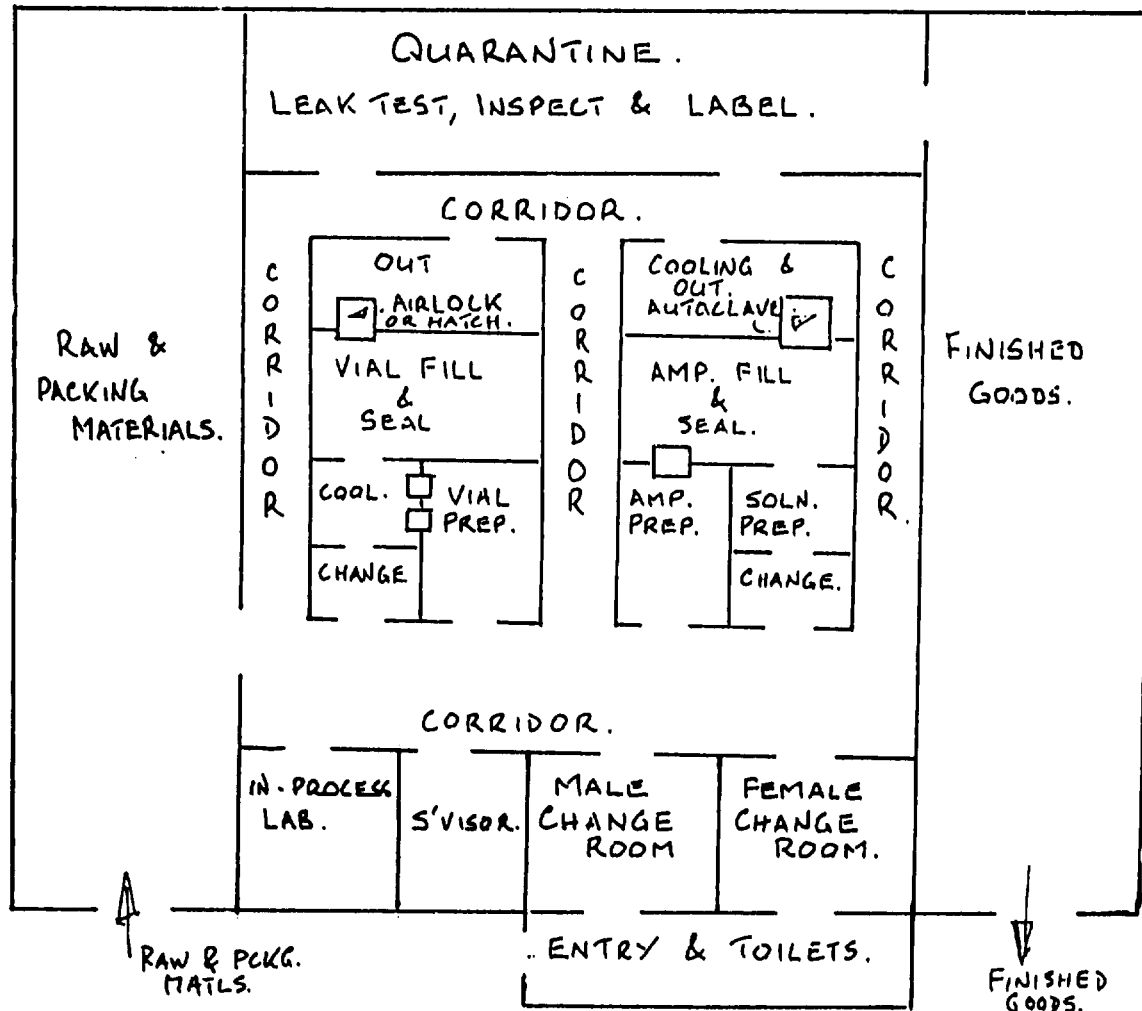 QUARANTINE.
LEAK TEST, INSPECT & LABEL.
CORRIDOR.
CORRIDOR
OUT
AIRLOCK
OR HATCH.
VIAL FILL
&
SEAL
COOL.
VIAL
PREP.
CHANGE
CORRIDOR
COOLING &
OUT.
AUTOCLAVE
AMP. FILL
&
SEAL.
AMP.
PREP.
SOLN.
PREP.
CHANGE.
CORRIDOR.
RAW &
PACKING
MATERIALS.
FINISHED
GOODS.
CORRIDOR.
IN-PROCESS
LAB.
S'VISOR.
MALE
CHANGE
ROOM
FEMALE
CHANGE
ROOM.
RAW & PCKG.
MATLS.
ENTRY & TOILETS.
FINISHED
GOODS.